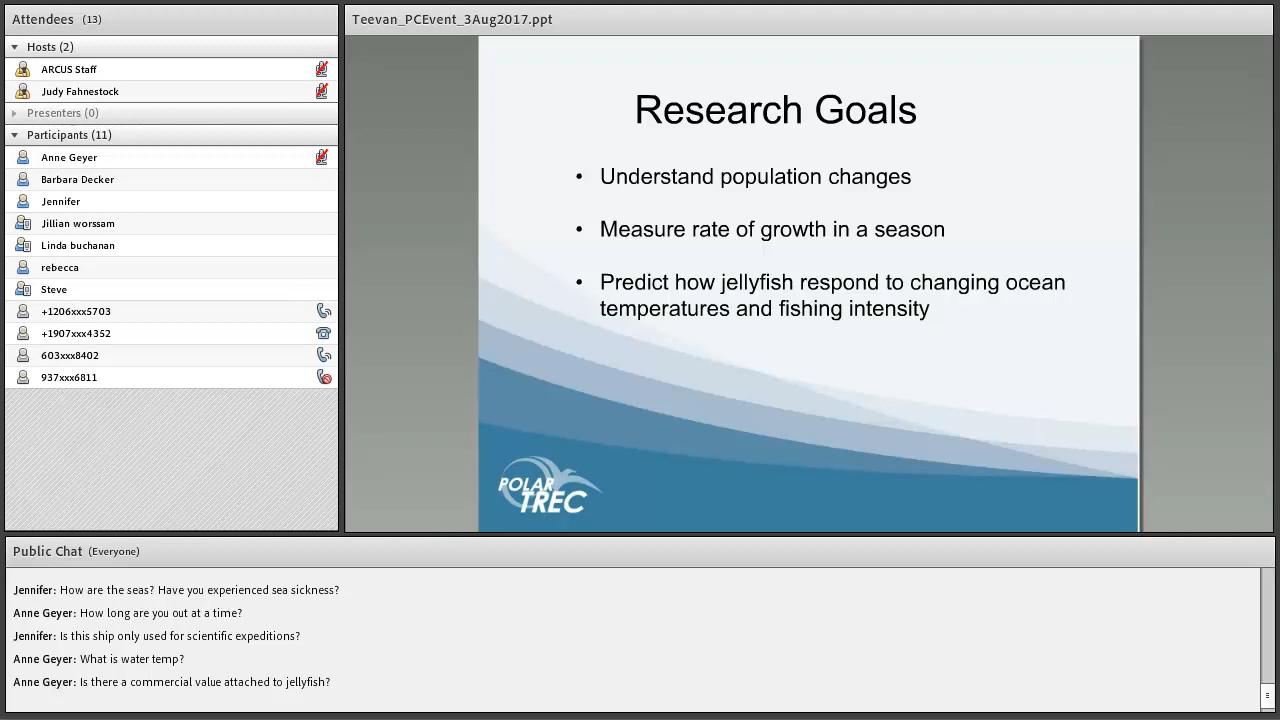 Attendees (13)
Hosts (2)
ARCUS Staff
Judy Fahnestock
Presenters (0)
Participants (11)
Anne Geyer
Barbara Decker
Jennifer
Jillian worssam
Linda buchanan
rebecca
Steve
+1206xxx5703
+1907xxx4352
603xxx8402
937xxx6811
Teevan_PCEvent_3Aug2017.ppt
Research Goals
• Understand population changes
• Measure rate of growth in a season
• Predict how jellyfish respond to changing ocean
temperatures and fishing intensity
POLAR
TREC
Public Chat (Everyone)
Jennifer: How are the seas? Have you experienced sea sickness?
Anne Geyer: How long are you out at a time?
Jennifer: Is this ship only used for scientific expeditions?
Anne Geyer: What is water temp?
Anne Geyer: Is there a commercial value attached to jellyfish?